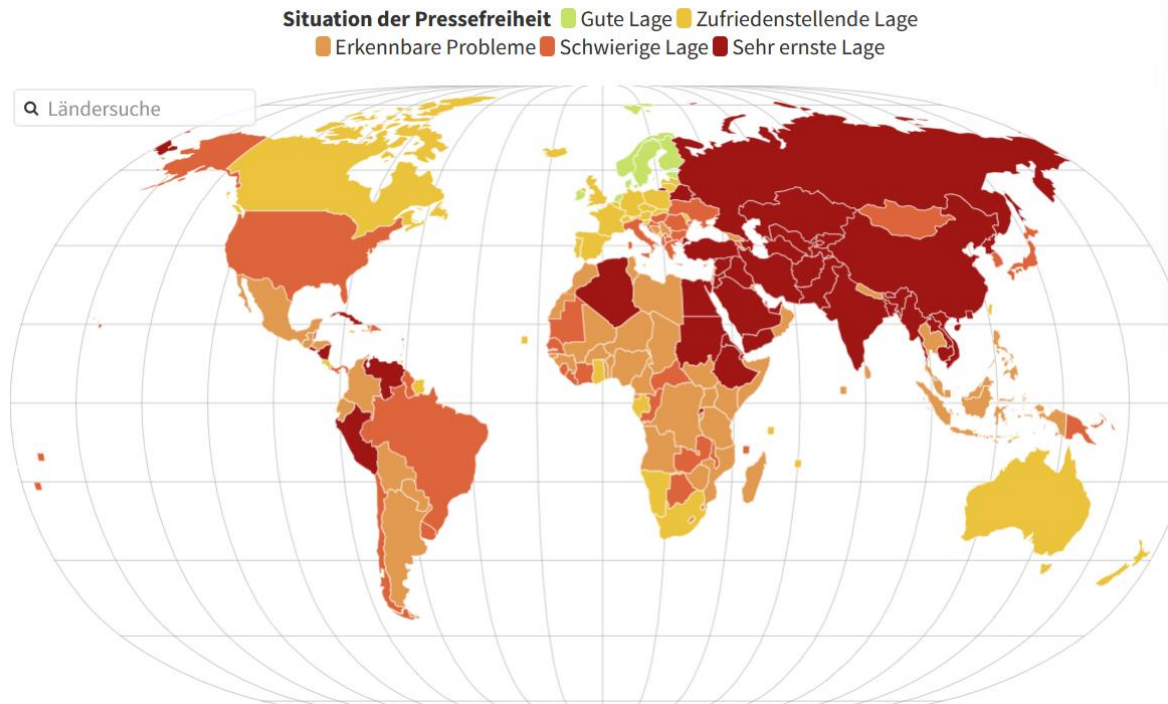 Situation der Pressefreiheit Gute Lage Zufriedenstellende Lage
Erkennbare Probleme Schwierige Lage Sehr ernste Lage
Ländersuche